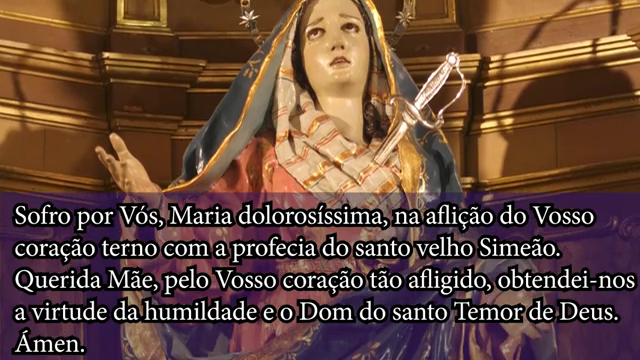 Sofro por Vós, Maria dolorosíssima, na aflição do Vosso
coração terno com a profecia do santo velho Simeão.
Querida Mãe, pelo Vosso coração tão afligido, obtendei-nos
a virtude da humildade e o Dom do santo Temor de Deus.
Ámen.